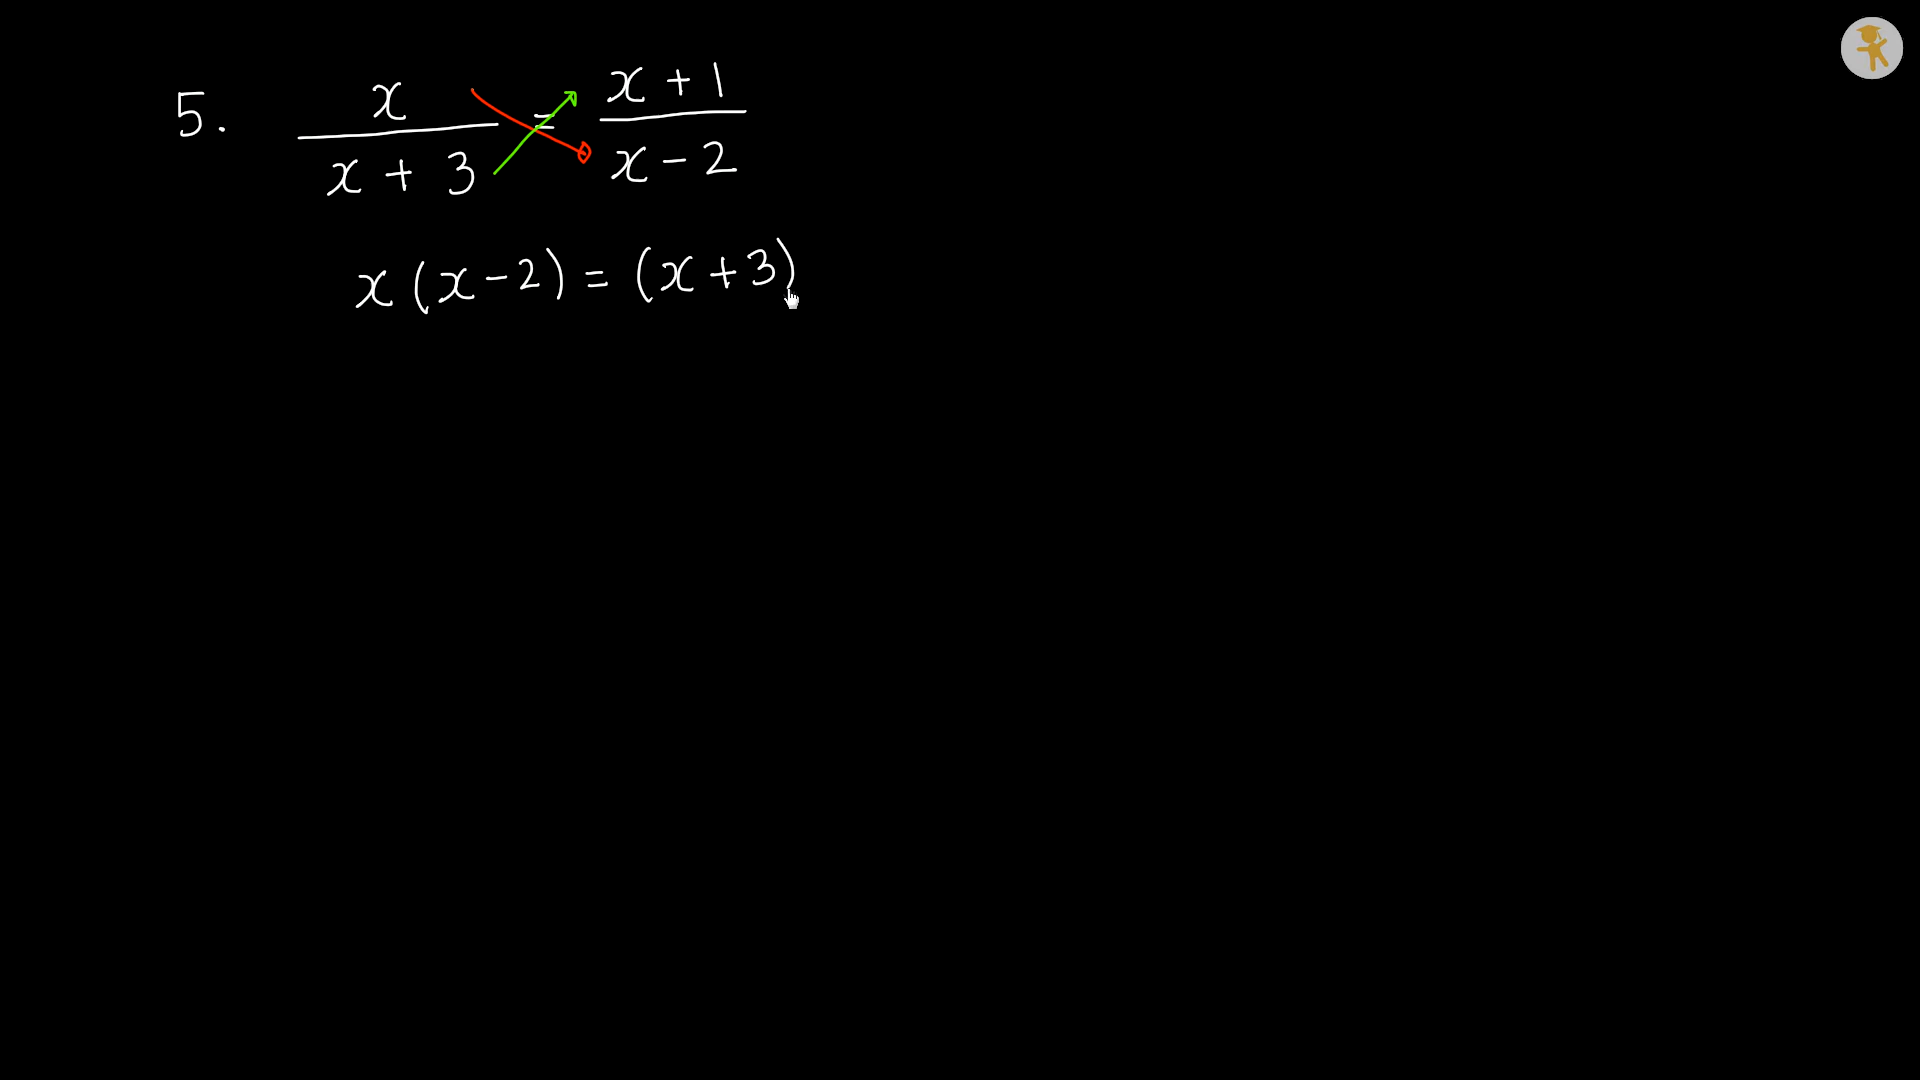 5. x / (x + 3) = (x + 1) / (x - 2)
x (x - 2) = (x + 3)